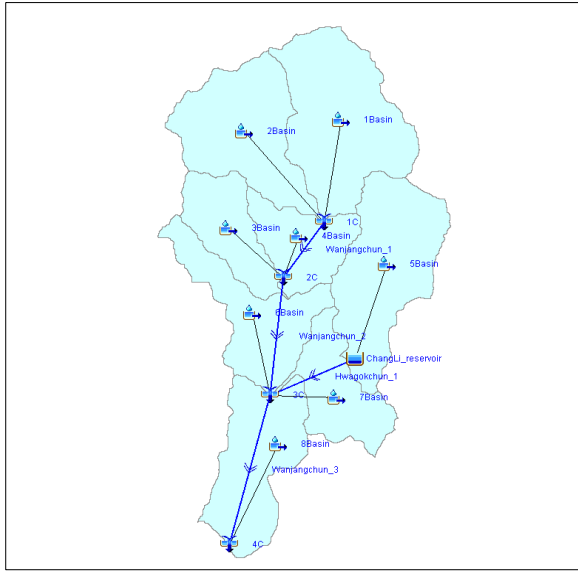 1Basin
2Basin
1C
3Basin
4Basin
Wanjangchun_1
5Basin
2C
6Basin
Wanjangchun_2
ChangLi_reservoir
Hwagokchun_1
3C
7Basin
8Basin
Wanjangchun_3
4C